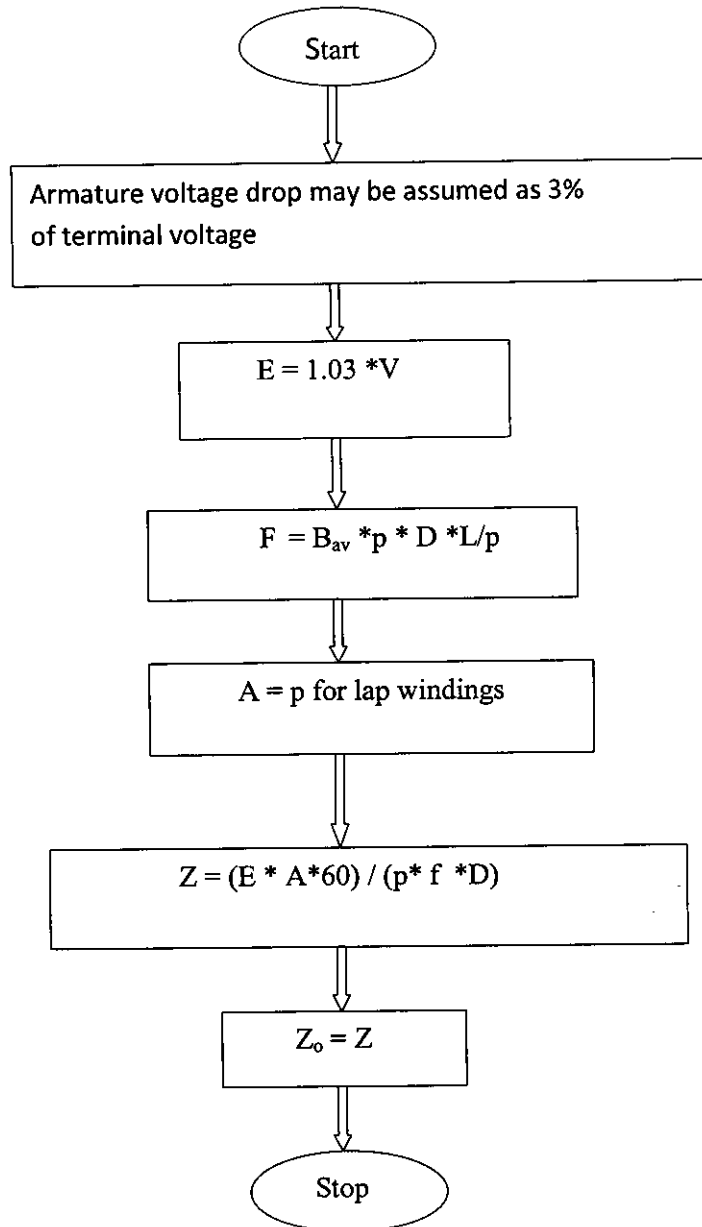 Start
Armature voltage drop may be assumed as 3%
of terminal voltage
E = 1.03 *V
F = Bav *p * D *L/p
A = p for lap windings
Z = (E * A*60) / (p* f *D)
Zo = Z
Stop